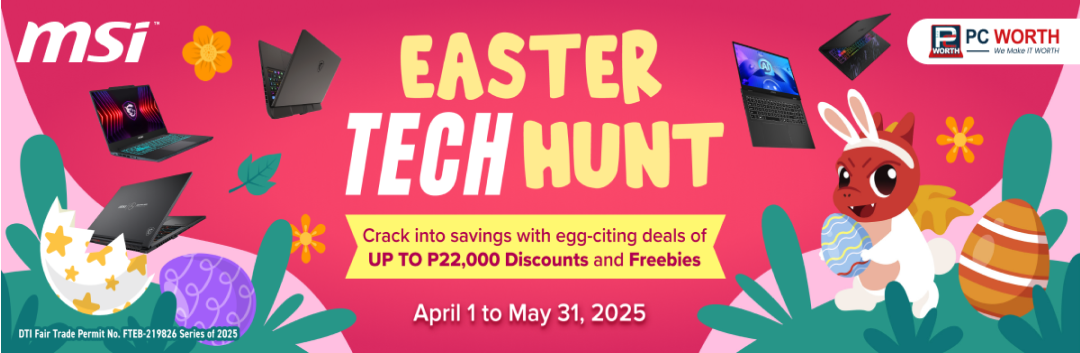 msi
PC WORTH
We Make IT WORTH
EASTER
TECH HUNT
Crack into savings with egg-citing deals of
UP TO P22,000 Discounts and Freebies
April 1 to May 31, 2025
DTI Fair Trade Permit No. FTEB-219826 Series of 2025